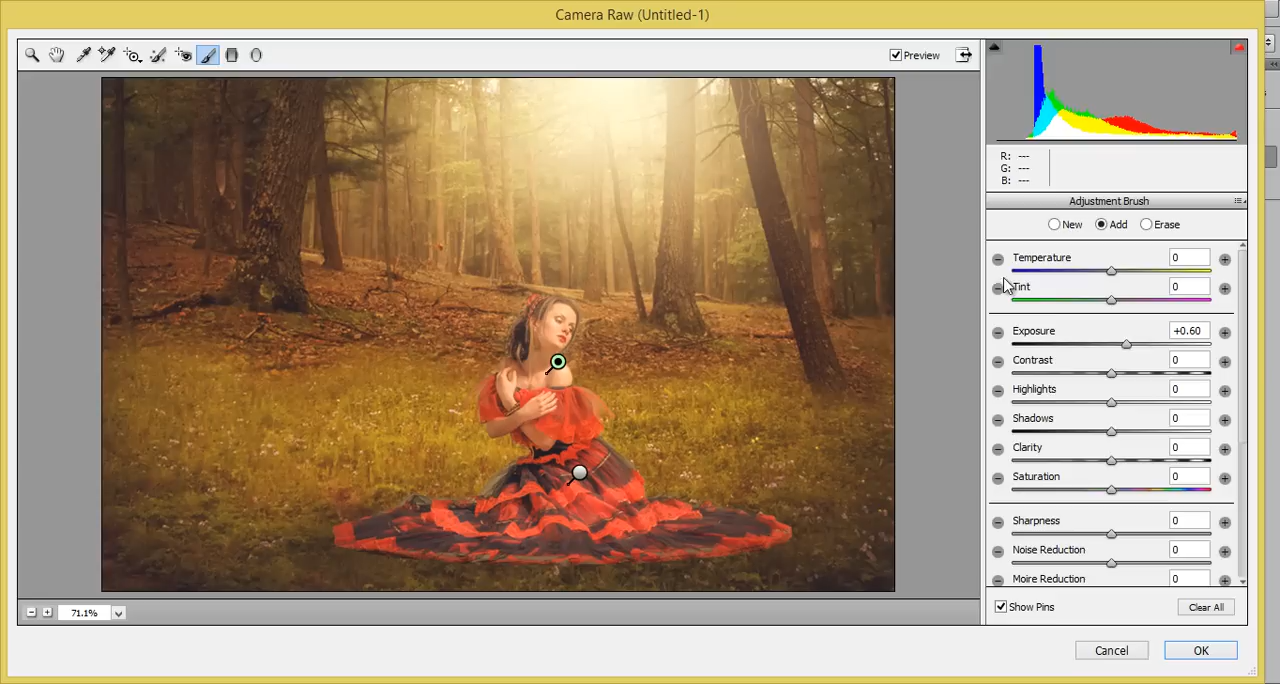 Camera Raw (Untitled-1)
Preview
R: ---
G: ---
B: ---
Adjustment Brush
New Add Erase
Temperature 0
Tint 0
Exposure +0.60
Contrast 0
Highlights 0
Shadows 0
Clarity 0
Saturation 0
Sharpness 0
Noise Reduction 0
Moire Reduction 0
71.1%
Show Pins Clear All
Cancel OK